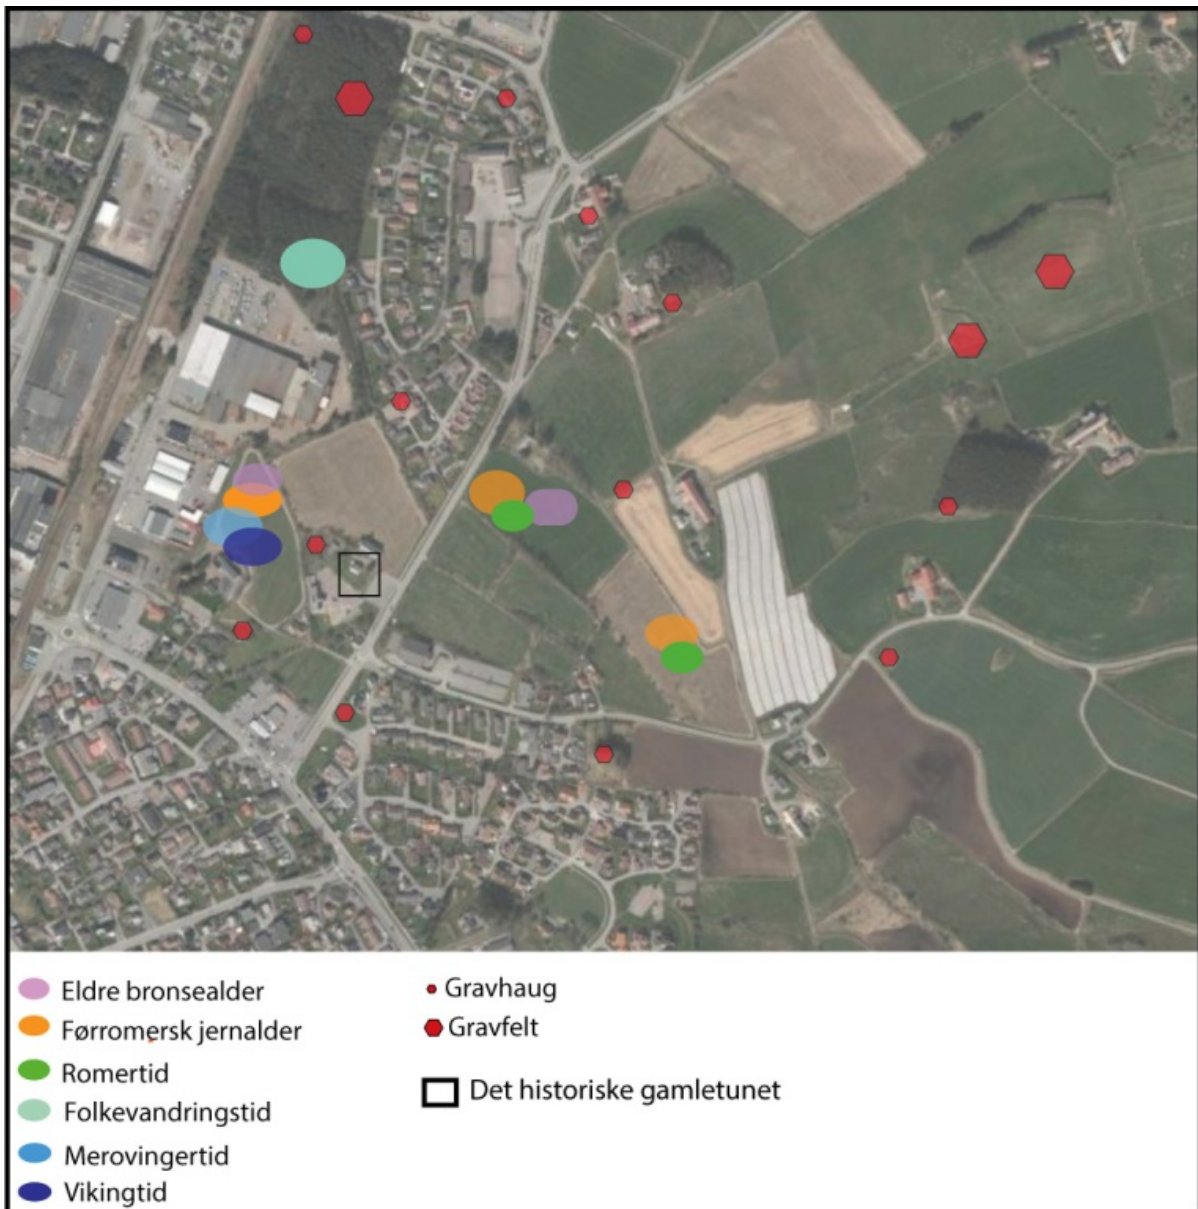 Eldre bronsealder
Førromersk jernalder
Romertid
Folkevandringstid
Merovingertid
Vikingtid
Gravhaug
Gravfelt
Det historiske gamletunet